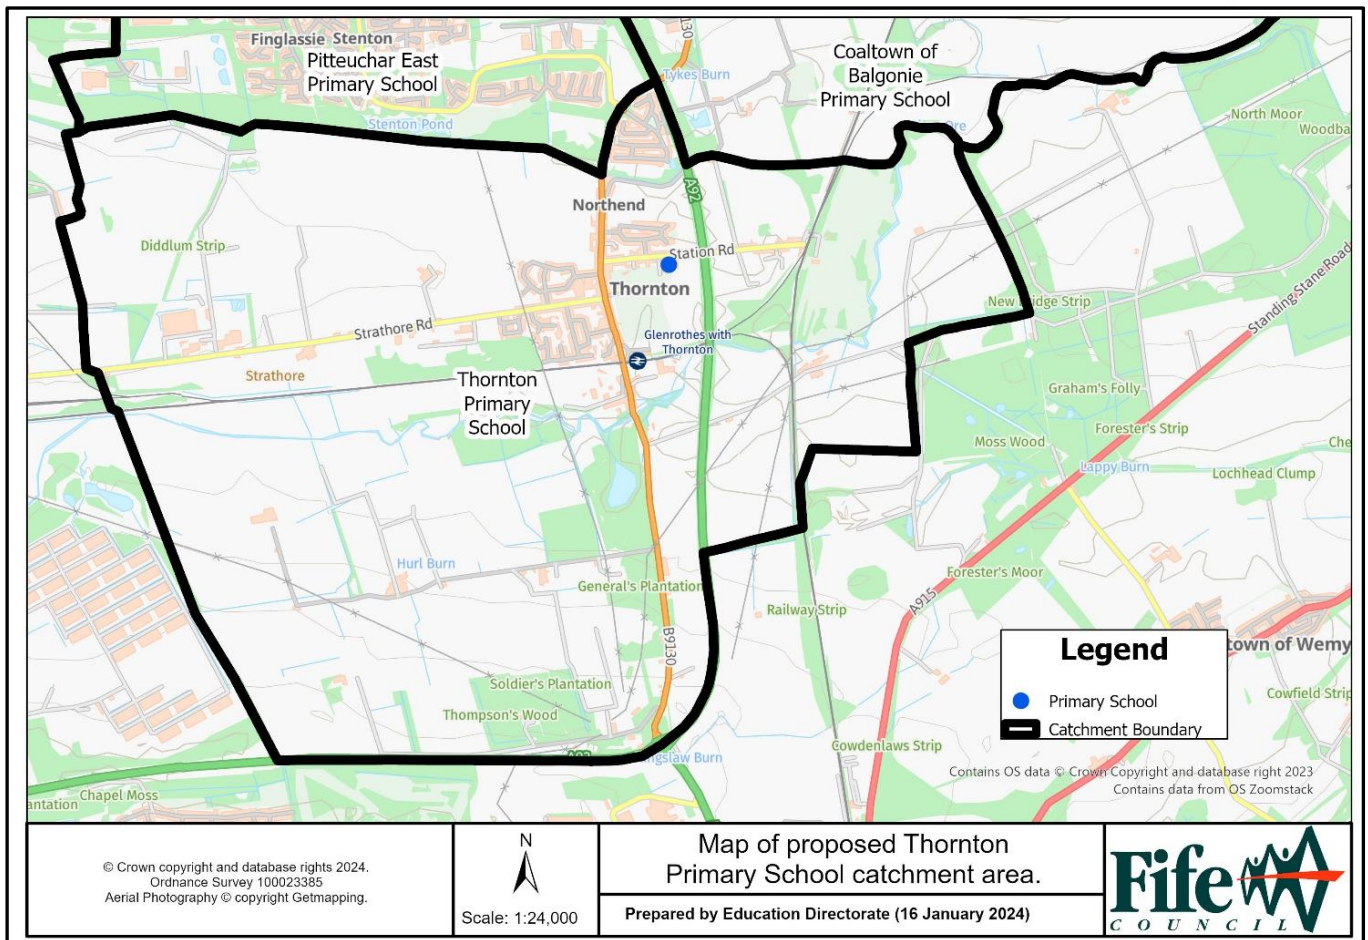 Finglassie Stenton
Pitteuchar East
Primary School
Coaltown of
Balgonie
Primary School
Tykes Burn
Stenton Pond
North Moor
Northend
A92
Diddlum Strip
Station Rd
Thornton
New Bridge Strip
Standing Stane Road
Strathore Rd
Glenrothes with
Thornton
Strathore
Thornton
Primary
School
Graham's Folly
Forester's Strip
Moss Wood
Lappy Burn
Lochhead Clump
Hurl Burn
General's Plantation
Forester's Moor
A915
Railway Strip
B9130
Soldier's Plantation
Thompson's Wood
Cowfield Strip
Cowdenlaws Strip
Chapel Moss
Legend
Primary School
Catchment Boundary
Contains OS data © Crown Copyright and database right 2023
Contains data from OS Zoomstack
© Crown copyright and database rights 2024.
Ordnance Survey 100023385
Aerial Photography © copyright Getmapping.
N
Scale: 1:24,000
Map of proposed Thornton
Primary School catchment area.
Prepared by Education Directorate (16 January 2024)
Fife
COUNCIL